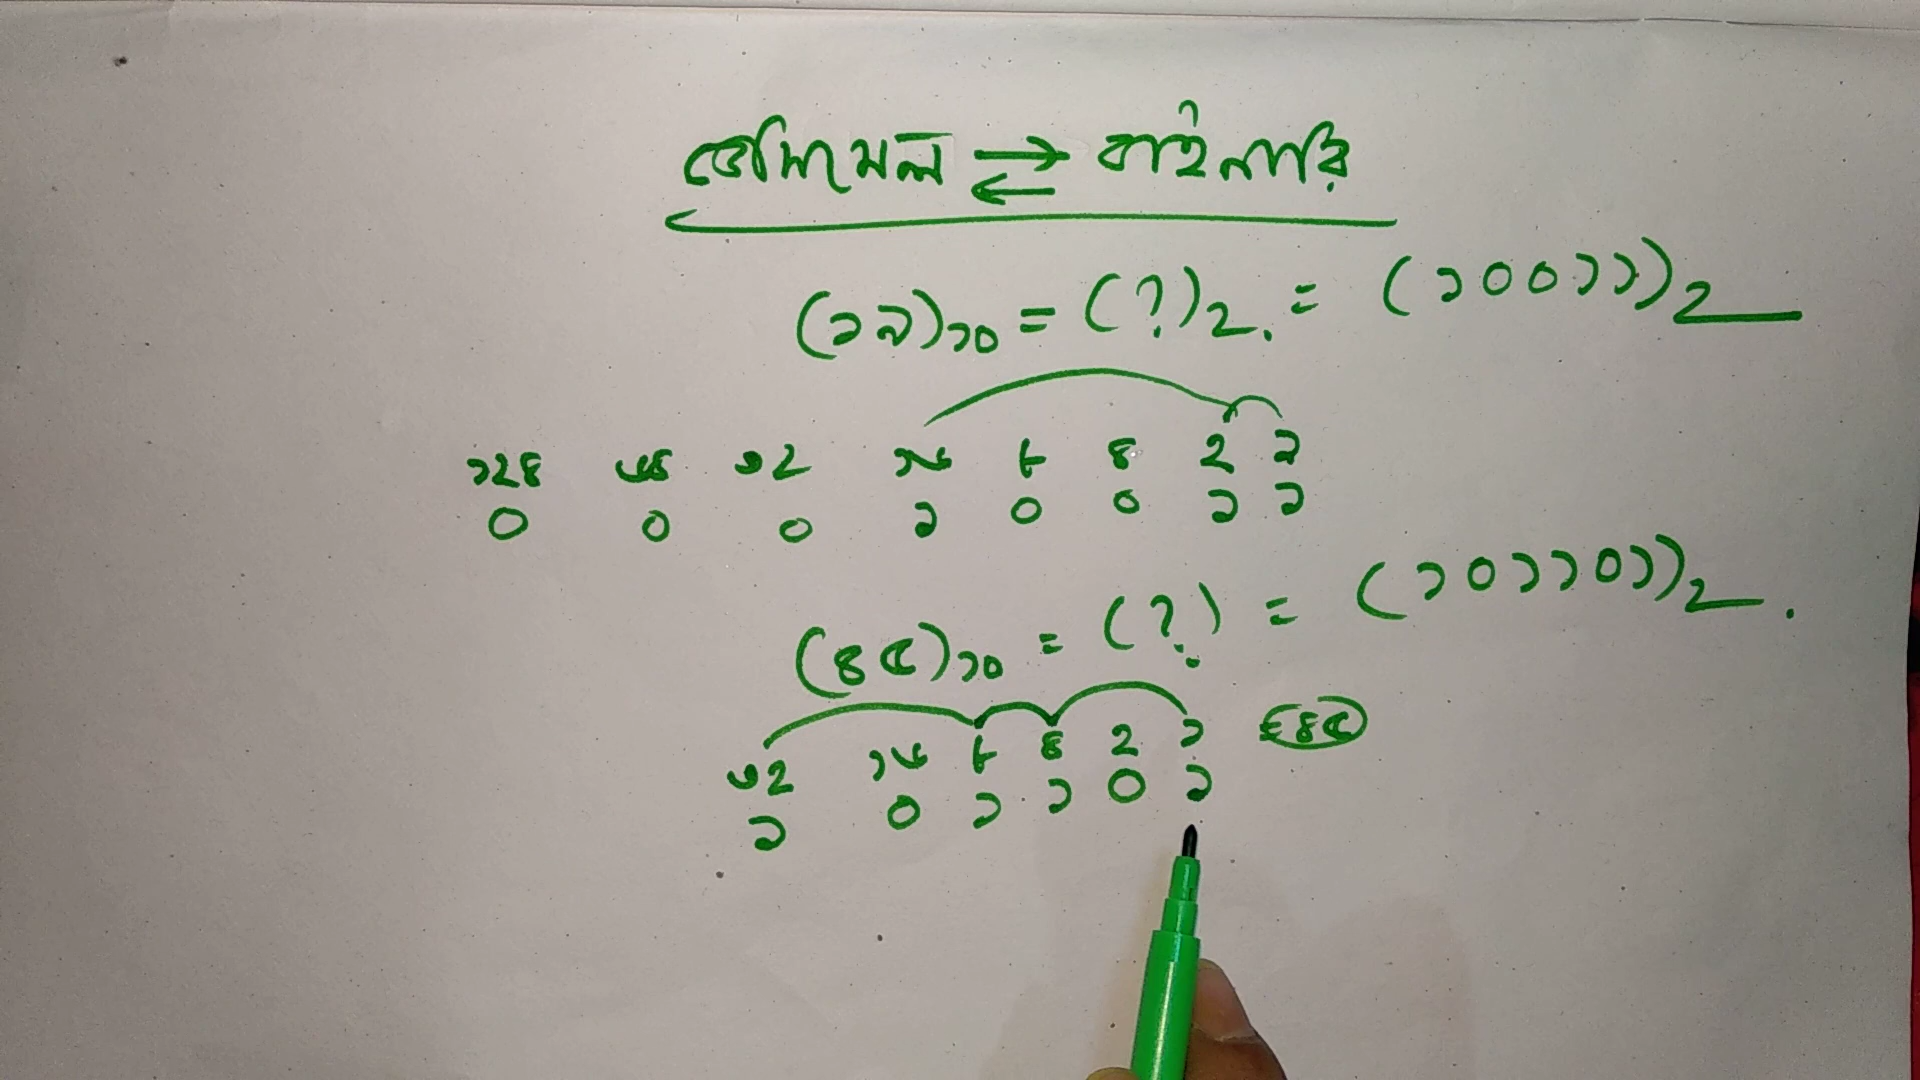 ডেসিমেল ⇄ বাইনারি
(১৯)১০ = (?)২ = (১০০১১)২
১২৪ ৬৪ ৩২ ১৬ ৮ ৪ ২ ১
০ ০ ০ ১ ০ ০ ১ ১
(৪৫)১০ = (?) = (১০১১০১)২
৩২ ১৬ ৮ ৪ ২ ১ ৪৫
১ ০ ১ ১ ০ ১